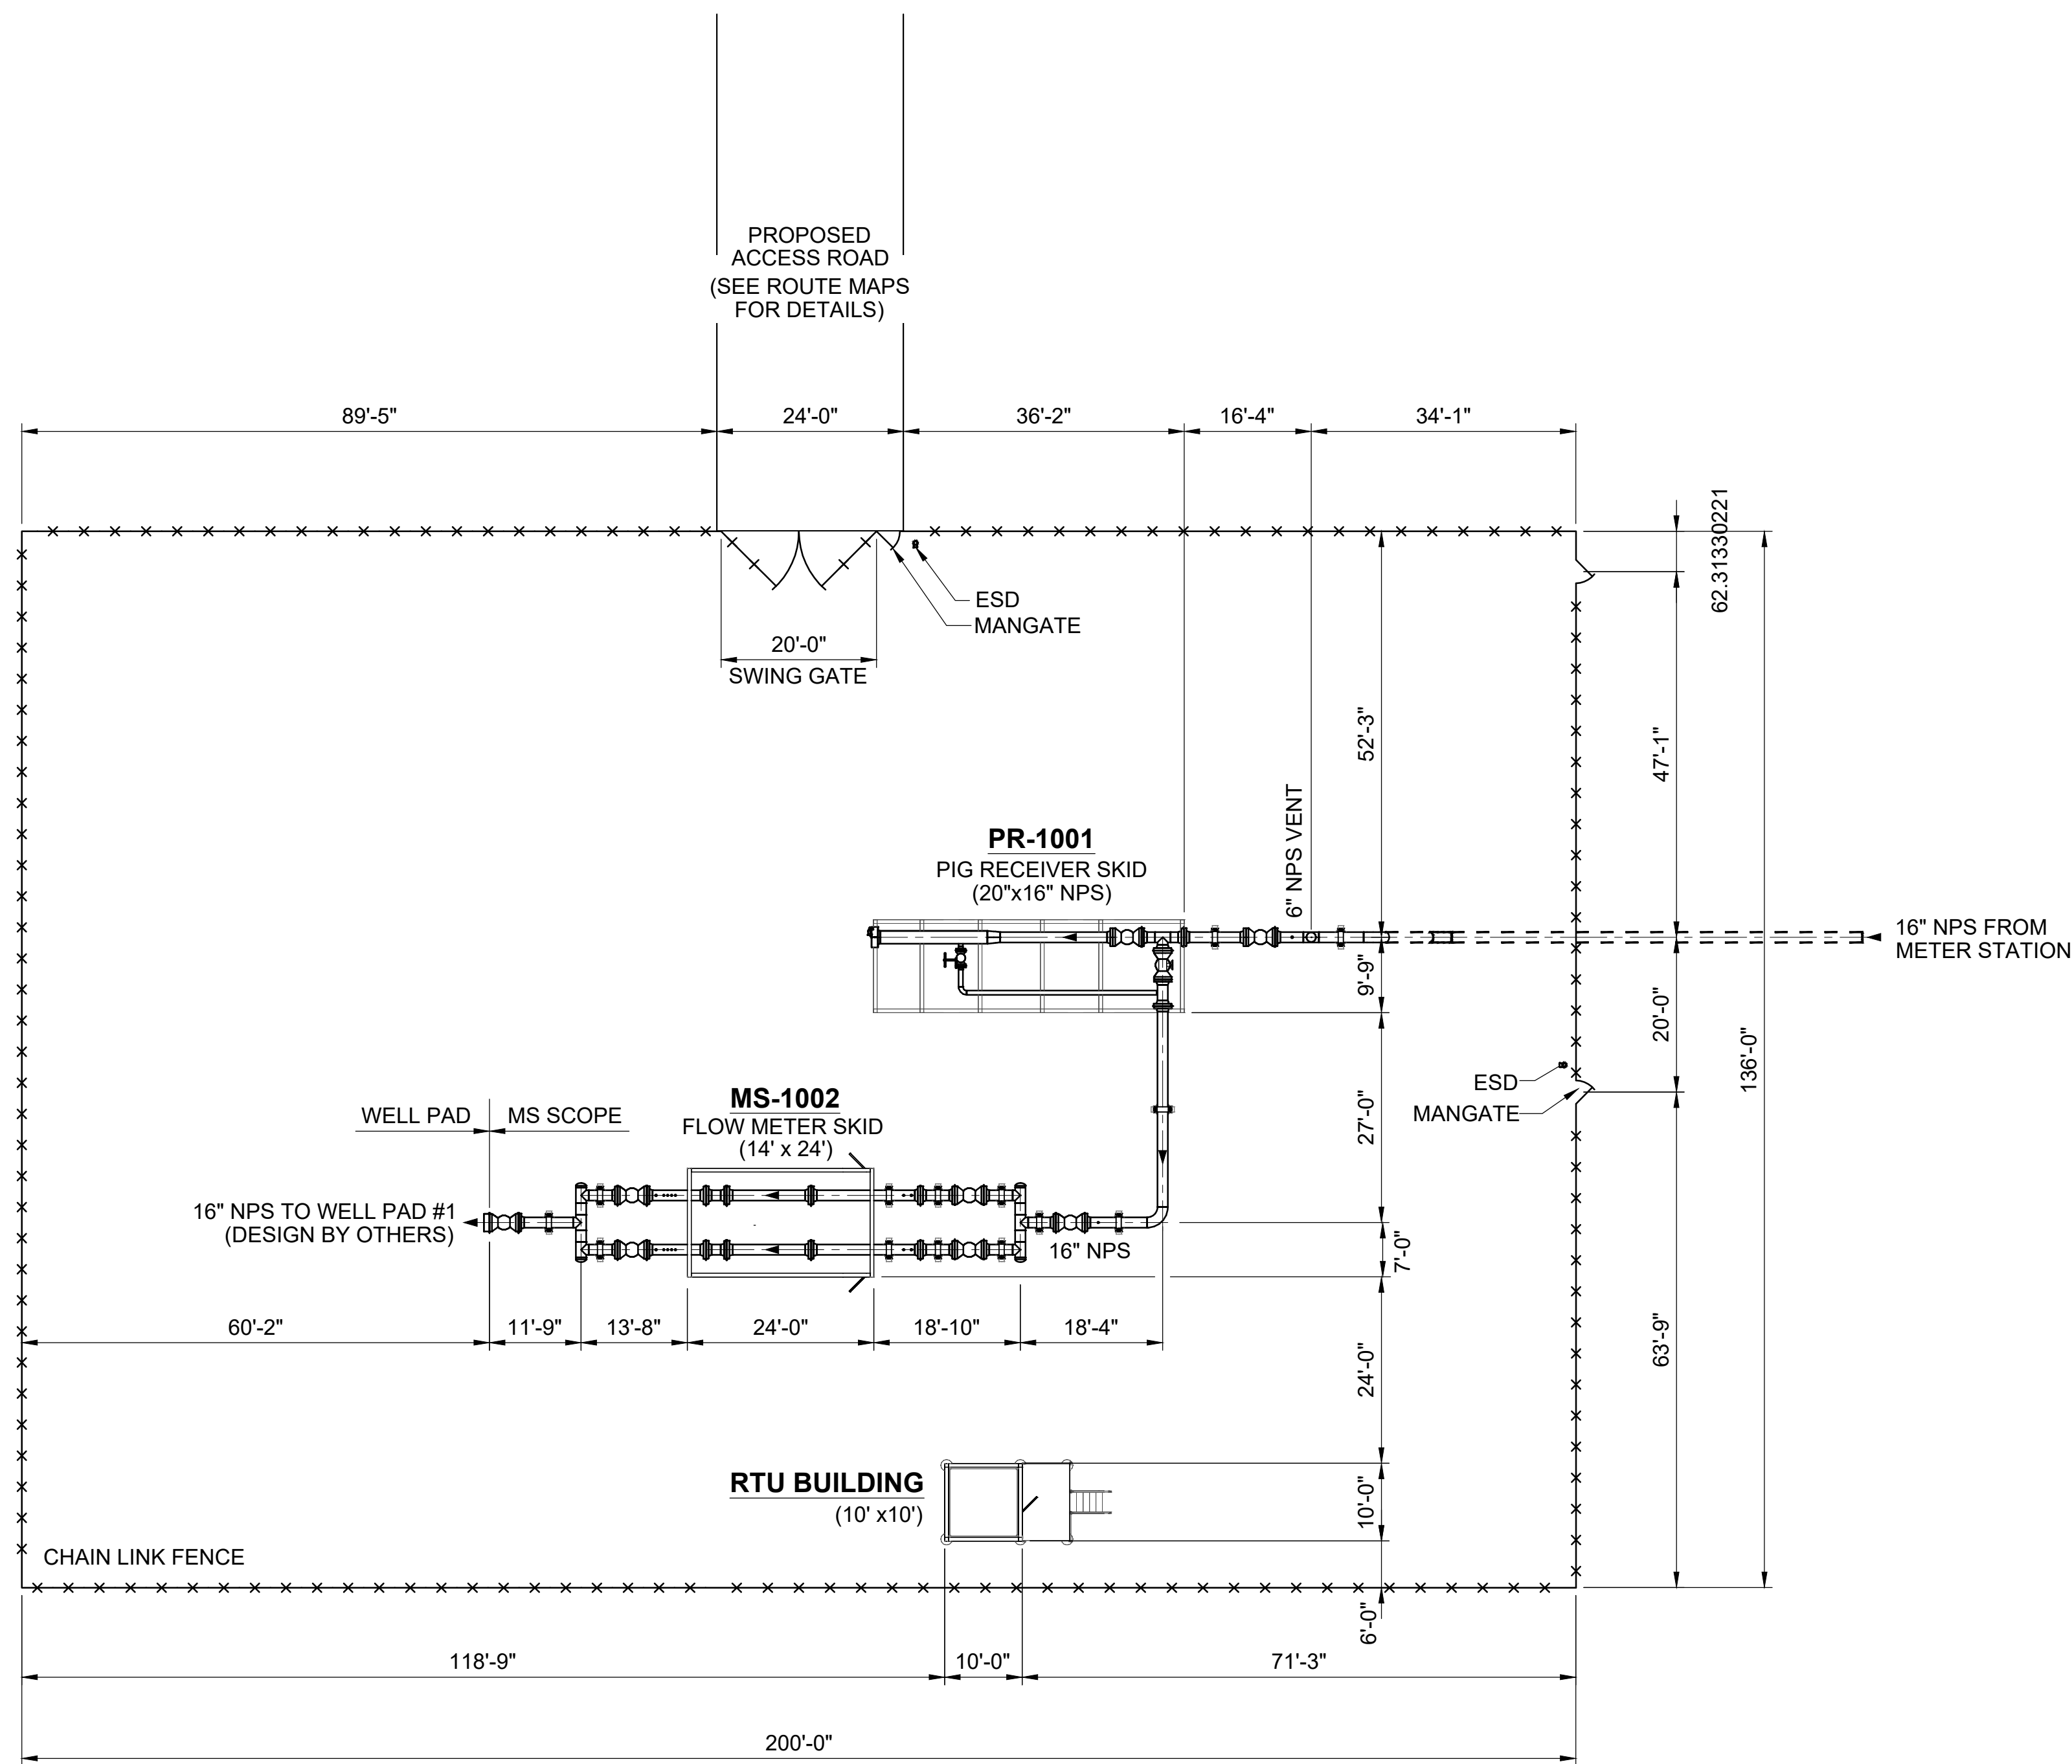 PROPOSED
ACCESS ROAD
(SEE ROUTE MAPS
FOR DETAILS)
89'-5"
24'-0"
36'-2"
16'-4"
34'-1"
62.31330221
ESD
MANGATE
20'-0"
SWING GATE
52'-3"
47'-1"
6" NPS VENT
PR-1001
PIG RECEIVER SKID
(20"x16" NPS)
16" NPS FROM
METER STATION
9'-9"
20'-0"
136'-0"
ESD
MANGATE
27'-0"
MS-1002
FLOW METER SKID
(14' x 24')
WELL PAD
MS SCOPE
16" NPS TO WELL PAD #1
(DESIGN BY OTHERS)
16" NPS
7'-0"
60'-2"
11'-9"
13'-8"
24'-0"
18'-10"
18'-4"
24'-0"
63'-9"
RTU BUILDING
(10' x10')
10'-0"
CHAIN LINK FENCE
6'-0"
118'-9"
10'-0"
71'-3"
200'-0"